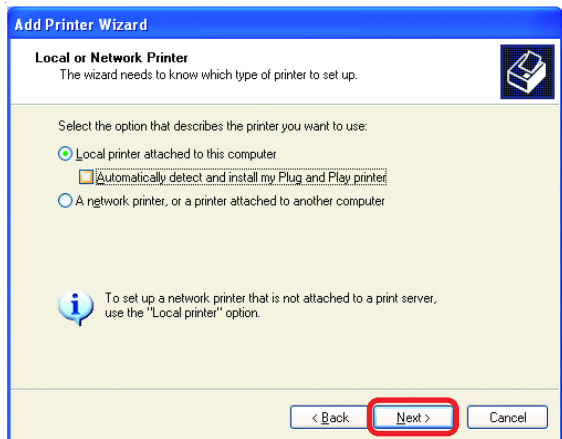 Add Printer Wizard
Local or Network Printer
The wizard needs to know which type of printer to set up.
Select the option that describes the printer you want to use:
Local printer attached to this computer
Automatically detect and install my Plug and Play printer
A network printer, or a printer attached to another computer
To set up a network printer that is not attached to a print server,
use the "Local printer" option.
< Back
Next >
Cancel